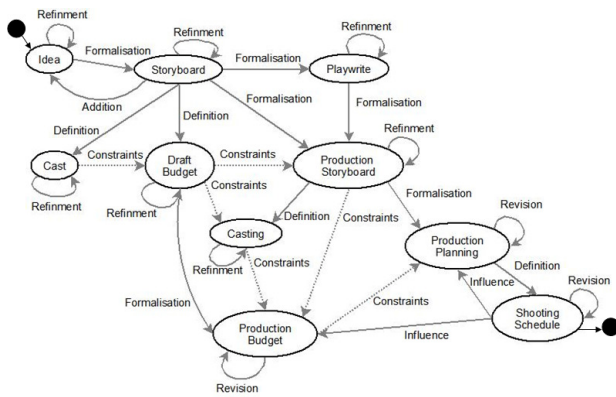 Refinment
Refinment
Refinment
Formalisation
Idea
Storyboard
Formalisation
Playwrite
Addition
Formalisation
Formalisation
Definition
Definition
Refinment
Cast
Constraints
Draft
Budget
Constraints
Production
Storyboard
Constraints
Refinment
Refinment
Formalisation
Revision
Definition
Constraints
Casting
Production
Planning
Refinment
Constraints
Definition
Revision
Influence
Formalisation
Constraints
Production
Budget
Shooting
Schedule
Influence
Revision